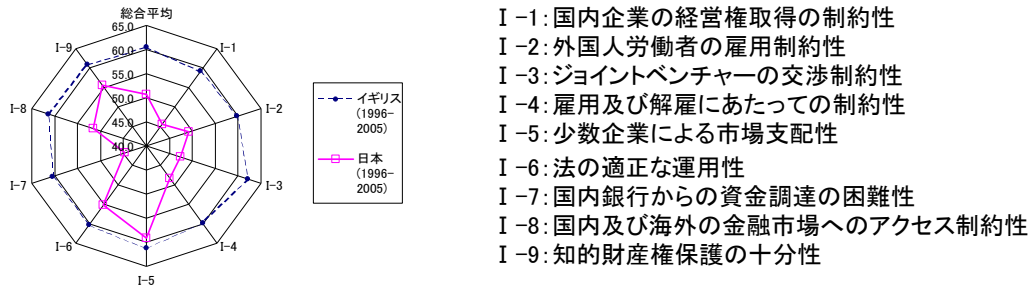 総合平均
65.0
60.0
55.0
50.0
45.0
40.0
I-1
I-2
I-3
I-4
I-5
I-6
I-7
I-8
I-9
イギリス
(1996-
2005)
日本
(1996-
2005)
Ⅰ-1:国内企業の経営権取得の制約性
Ⅰ-2:外国人労働者の雇用制約性
Ⅰ-3:ジョイントベンチャーの交渉制約性
Ⅰ-4:雇用及び解雇にあたっての制約性
Ⅰ-5:少数企業による市場支配性
Ⅰ-6:法の適正な運用性
Ⅰ-7:国内銀行からの資金調達の困難性
Ⅰ-8:国内及び海外の金融市場へのアクセス制約性
Ⅰ-9:知的財産権保護の十分性